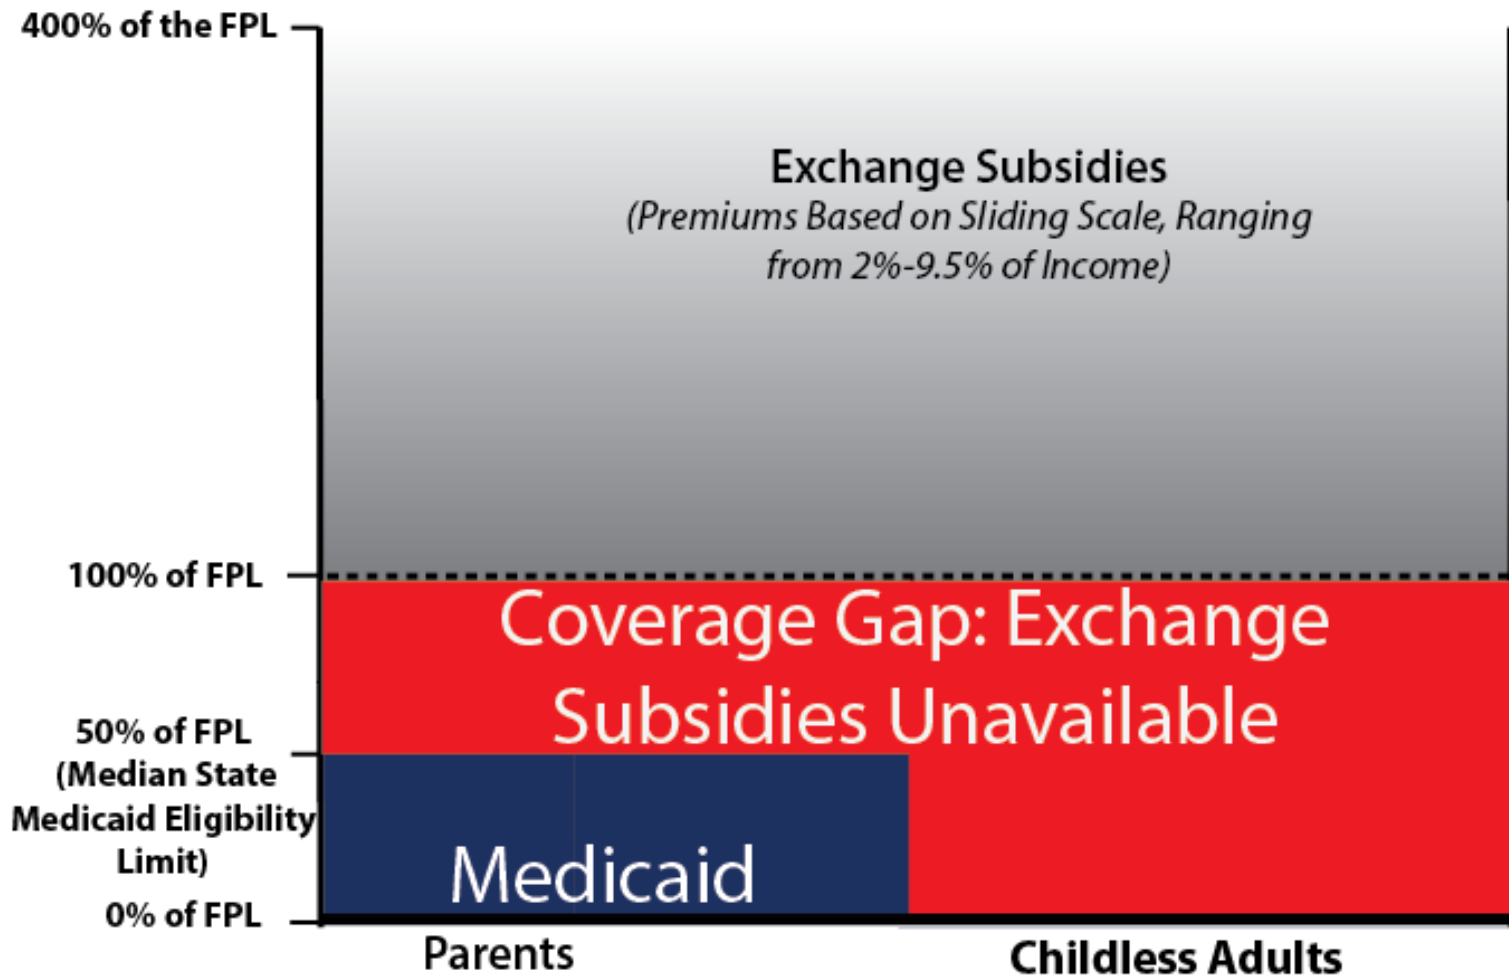 400% of the FPL
Exchange Subsidies
(Premiums Based on Sliding Scale, Ranging
from 2%-9.5% of Income)
100% of FPL
Coverage Gap: Exchange
Subsidies Unavailable
50% of FPL
(Median State
Medicaid Eligibility
Limit)
Medicaid
0% of FPL
Parents
Childless Adults